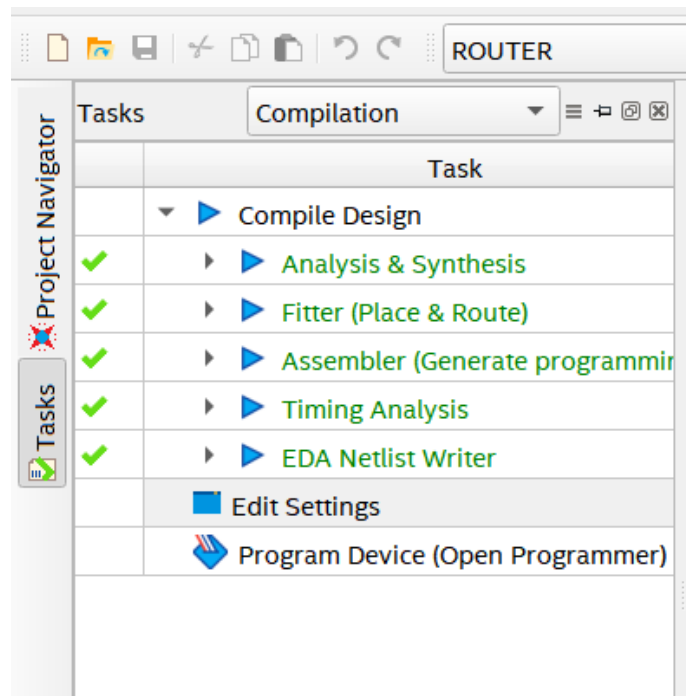 ROUTER
Project Navigator
Tasks
Tasks
Compilation
Task
Compile Design
Analysis & Synthesis
Fitter (Place & Route)
Assembler (Generate programmin
Timing Analysis
EDA Netlist Writer
Edit Settings
Program Device (Open Programmer)